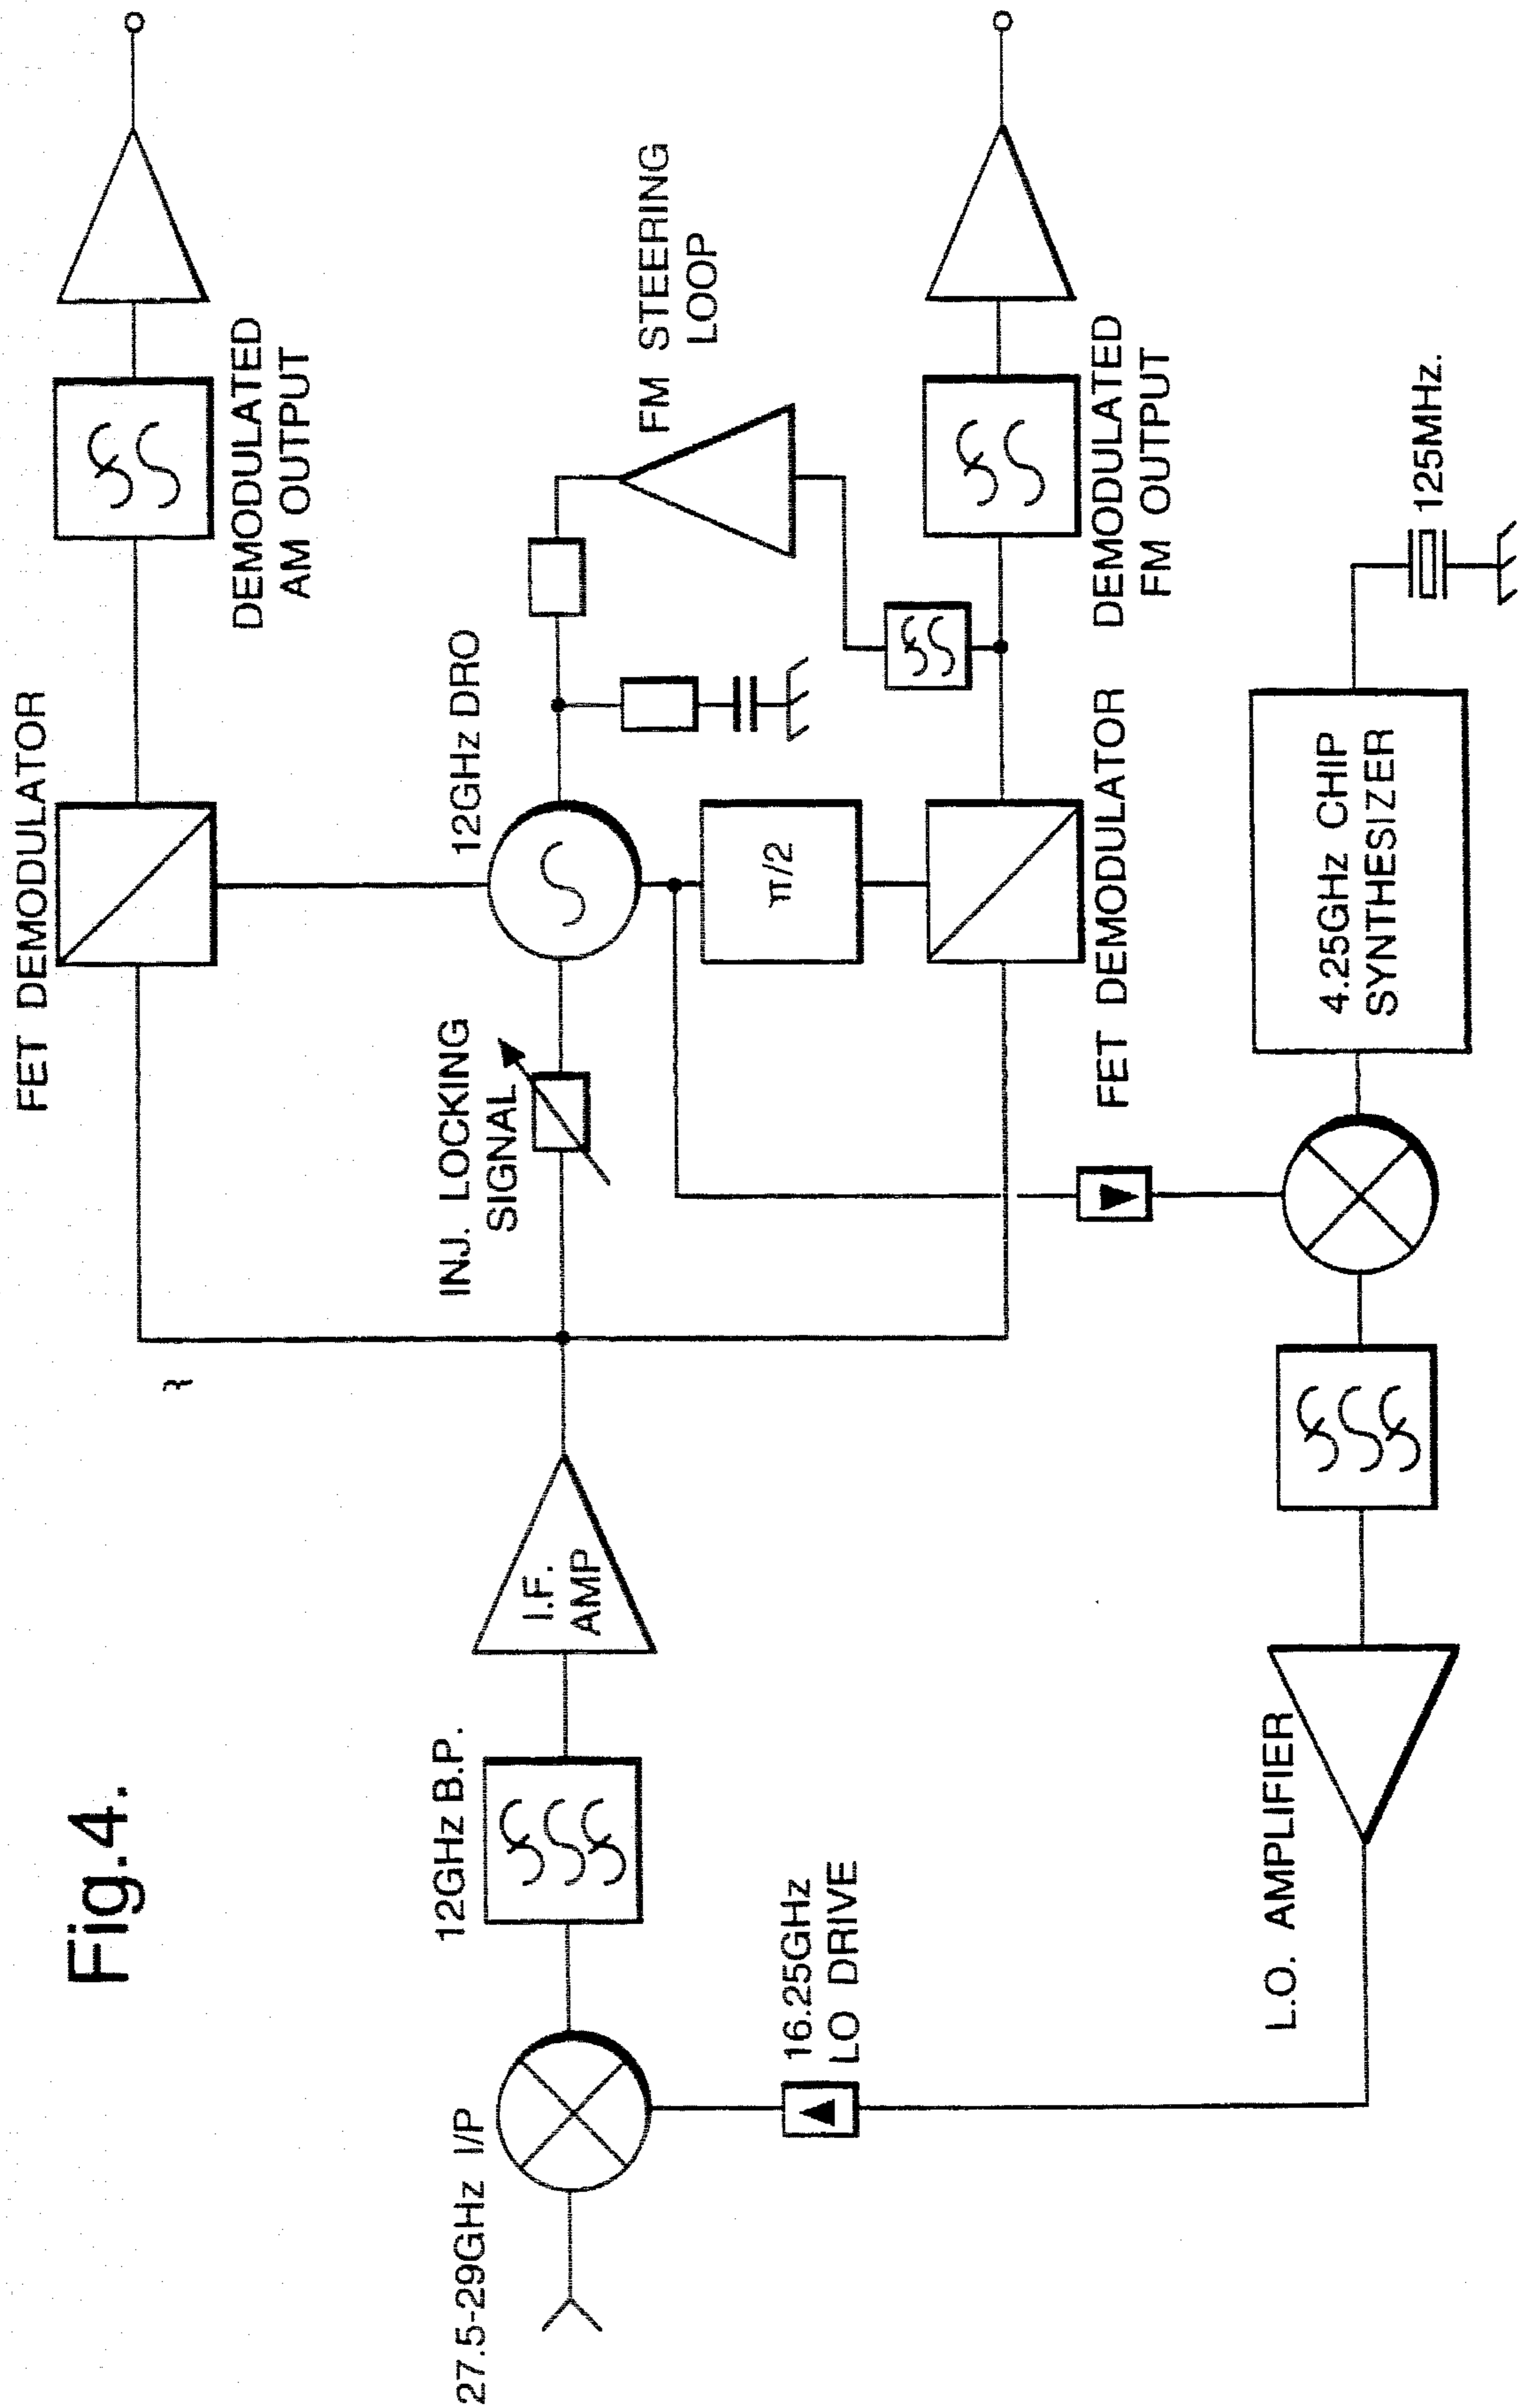 Fig.4.
FET DEMODULATOR
DEMODULATED
AM OUTPUT
27.5-29GHz I/P
12GHz B.P.
I.F.
AMP
INJ. LOCKING
SIGNAL
12GHz DRO
FM STEERING
LOOP
π/2
16.25GHz
LO DRIVE
FET DEMODULATOR
DEMODULATED
FM OUTPUT
L.O. AMPLIFIER
4.25GHz CHIP
SYNTHESIZER
125MHz.